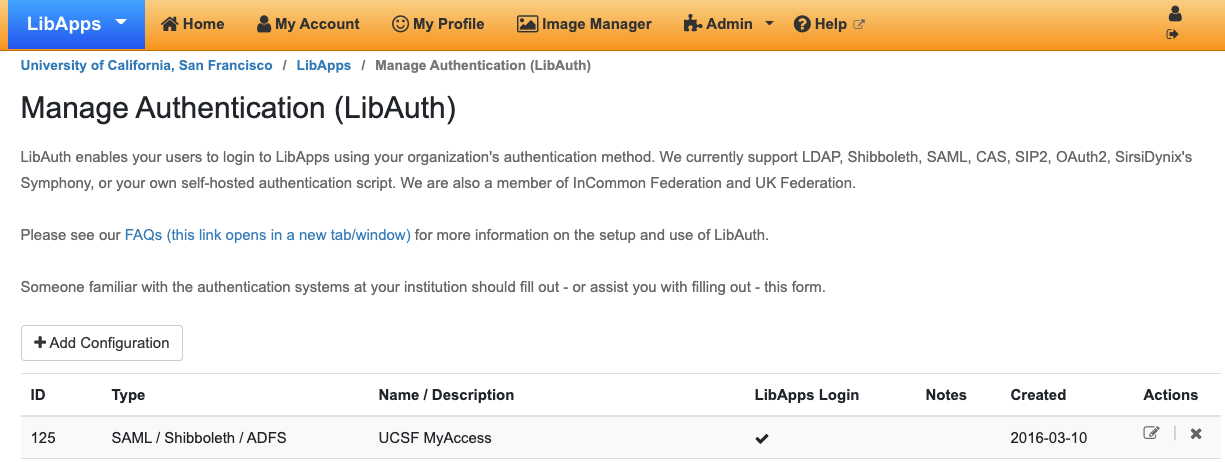 LibApps Home My Account My Profile Image Manager Admin Help
University of California, San Francisco / LibApps / Manage Authentication (LibAuth)
Manage Authentication (LibAuth)
LibAuth enables your users to login to LibApps using your organization's authentication method. We currently support LDAP, Shibboleth, SAML, CAS, SIP2, OAuth2, SirsiDynix's
Symphony, or your own self-hosted authentication script. We are also a member of InCommon Federation and UK Federation.
Please see our FAQs (this link opens in a new tab/window) for more information on the setup and use of LibAuth.
Someone familiar with the authentication systems at your institution should fill out - or assist you with filling out - this form.
Add Configuration
ID Type Name / Description LibApps Login Notes Created Actions
125 SAML / Shibboleth / ADFS UCSF MyAccess 2016-03-10 |